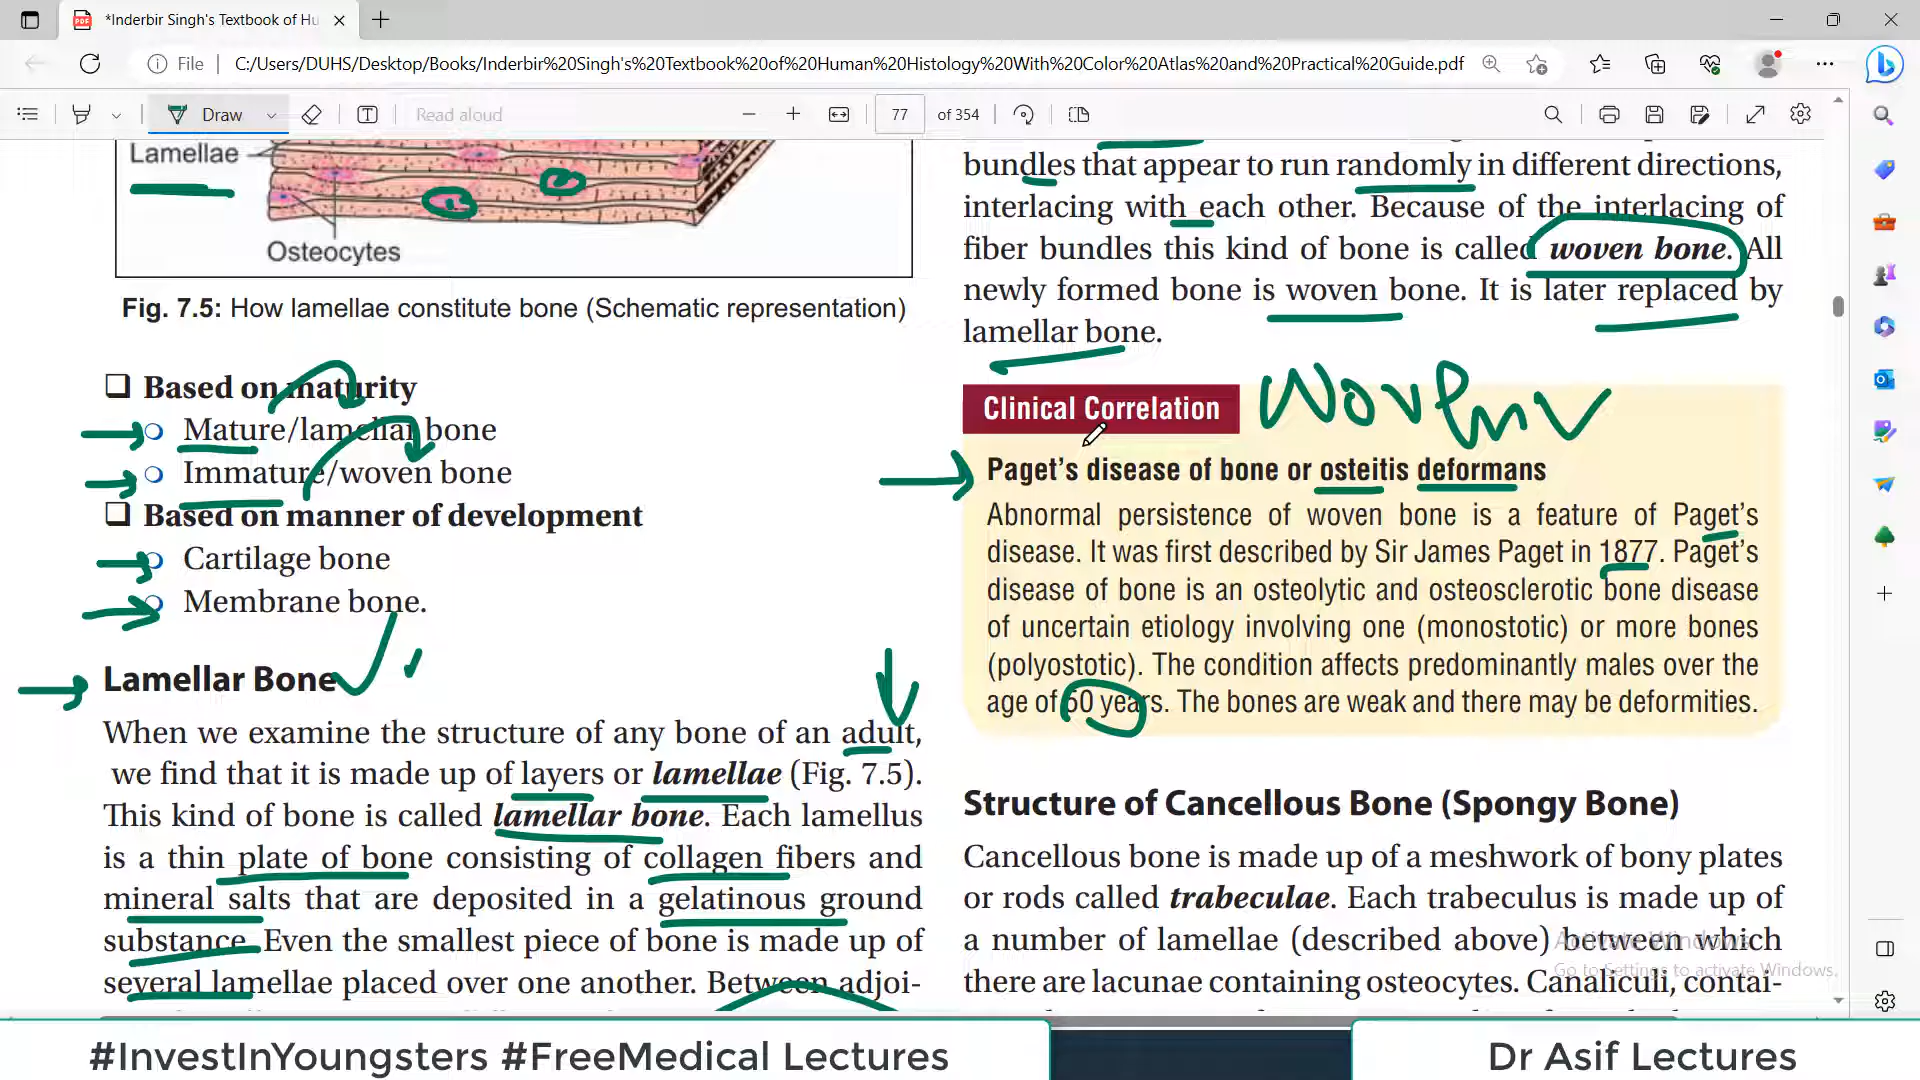 *Inderbir Singh's Textbook of Hu
File
C:/Users/DUHS/Desktop/Books/Inderbir%20Singh's%20Textbook%20of%20Human%20Histology%20With%20Color%20Atlas%20and%20Practical%20Guide.pdf
Draw
Read aloud
77
of 354
Lamellae
Osteocytes
Fig. 7.5: How lamellae constitute bone (Schematic representation)
Based on maturity
Mature/lamellar bone
Immature/woven bone
Based on manner of development
Cartilage bone
Membrane bone.
Lamellar Bone
When we examine the structure of any bone of an adult,
we find that it is made up of layers or lamellae (Fig. 7.5).
This kind of bone is called lamellar bone. Each lamellus
is a thin plate of bone consisting of collagen fibers and
mineral salts that are deposited in a gelatinous ground
substance. Even the smallest piece of bone is made up of
several lamellae placed over one another. Between adjoi-
bundles that appear to run randomly in different directions,
interlacing with each other. Because of the interlacing of
fiber bundles this kind of bone is called woven bone. All
newly formed bone is woven bone. It is later replaced by
lamellar bone.
Clinical Correlation
Woven
Paget's disease of bone or osteitis deformans
Abnormal persistence of woven bone is a feature of Paget's
disease. It was first described by Sir James Paget in 1877. Paget's
disease of bone is an osteolytic and osteosclerotic bone disease
of uncertain etiology involving one (monostotic) or more bones
(polyostotic). The condition affects predominantly males over the
age of 50 years. The bones are weak and there may be deformities.
Structure of Cancellous Bone (Spongy Bone)
Cancellous bone is made up of a meshwork of bony plates
or rods called trabeculae. Each trabeculus is made up of
a number of lamellae (described above) between which
there are lacunae containing osteocytes. Canaliculi, contai-
Activate Windows
Go to Settings to activate Windows.
#InvestInYoungsters #FreeMedical Lectures
Dr Asif Lectures